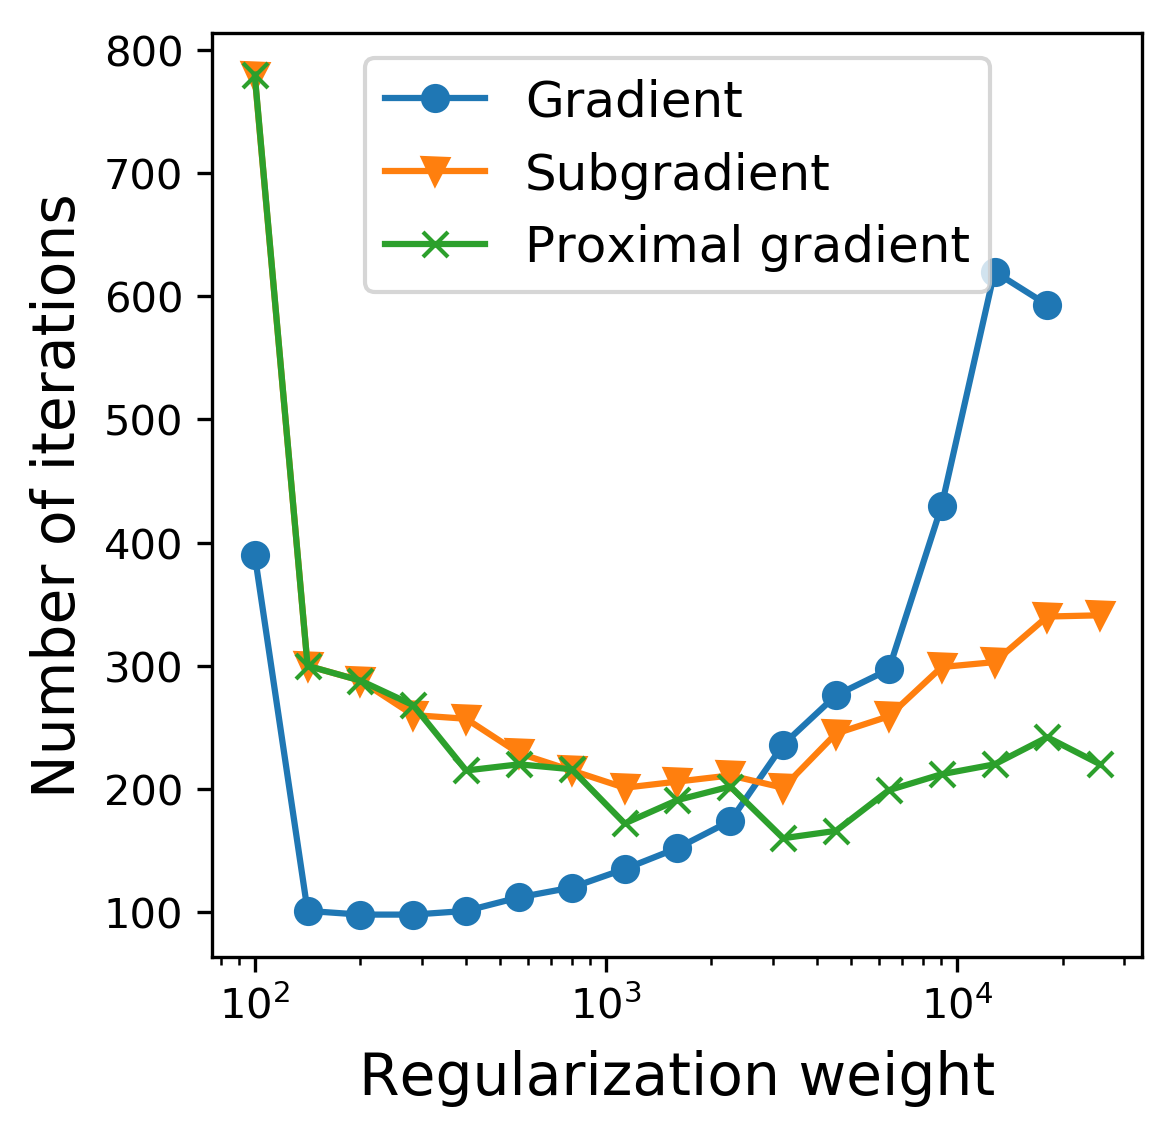 800
700
600
500
400
300
200
100
Number of iterations
Gradient
Subgradient
Proximal gradient
10²
10³
10⁴
Regularization weight